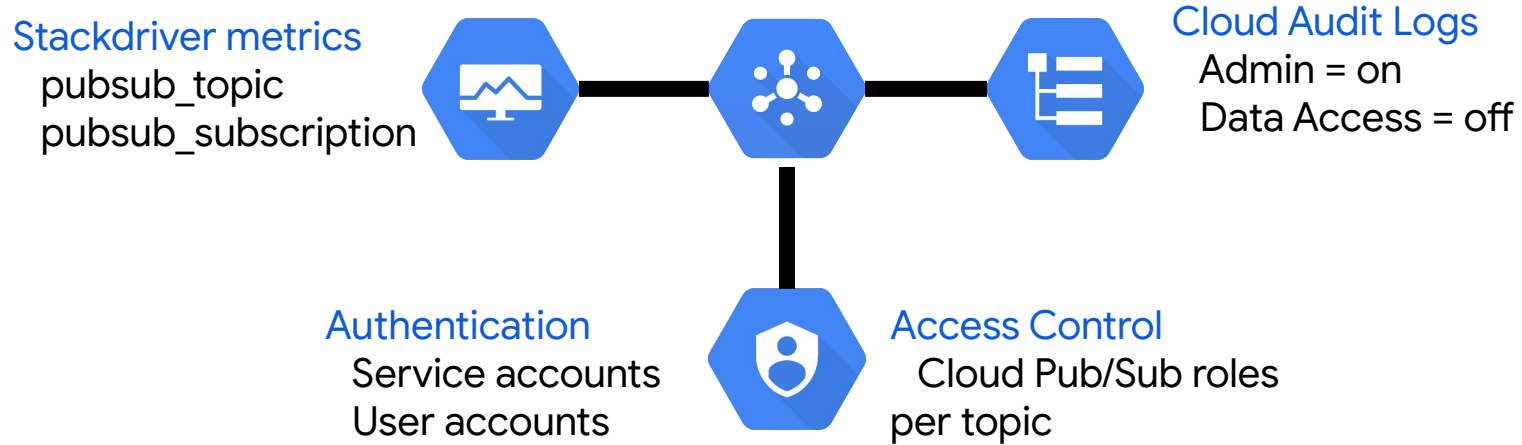 Stackdriver metrics
pubsub_topic
pubsub_subscription
Cloud Audit Logs
Admin = on
Data Access = off
Authentication
Service accounts
User accounts
Access Control
Cloud Pub/Sub roles
per topic